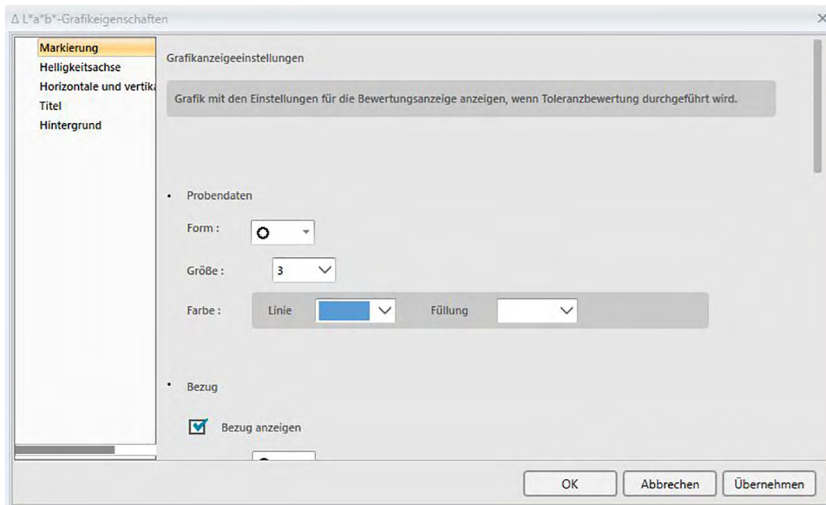 Δ L*a*b*-Grafikeigenschaften
Markierung
Helligkeitsachse
Horizontale und vertika
Titel
Hintergrund
Grafikanzeigeeinstellungen
Grafik mit den Einstellungen für die Bewertungsanzeige anzeigen, wenn Toleranzbewertung durchgeführt wird.
• Probendaten
Form :
Größe : 3
Farbe : Linie Füllung
• Bezug
Bezug anzeigen
OK Abbrechen Übernehmen